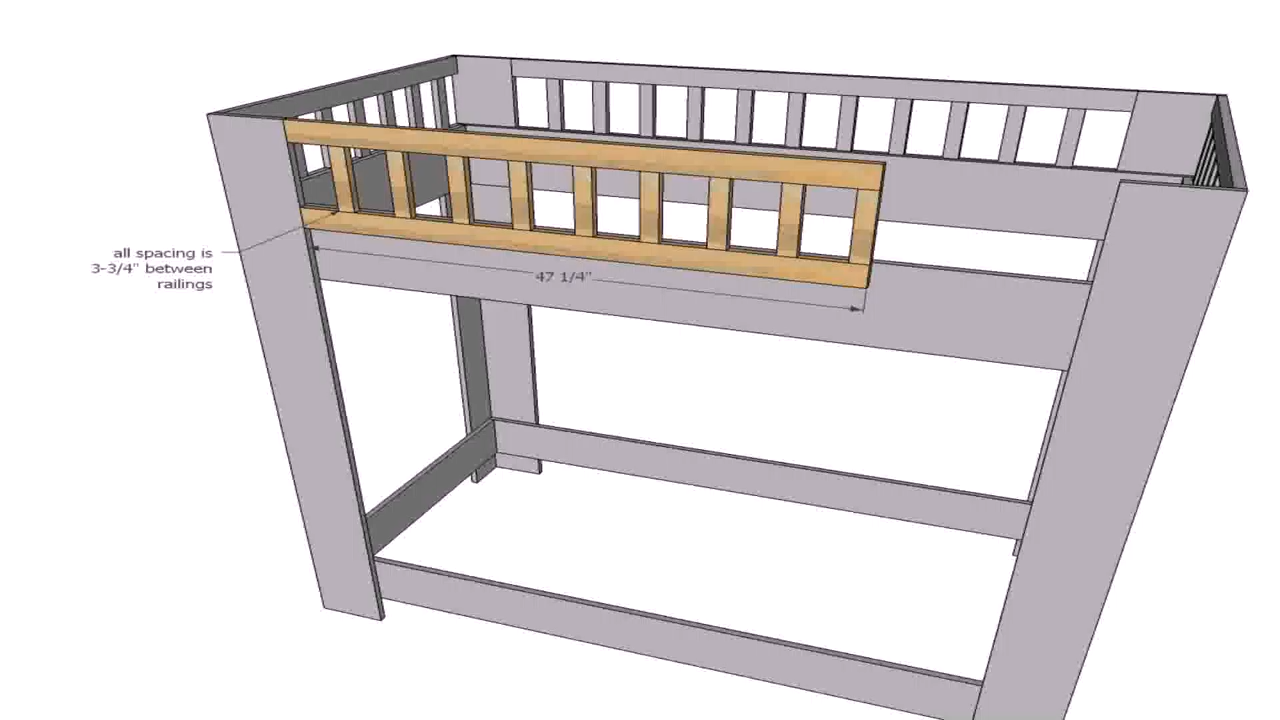 all spacing is
3-3/4" between
railings
47 1/4"